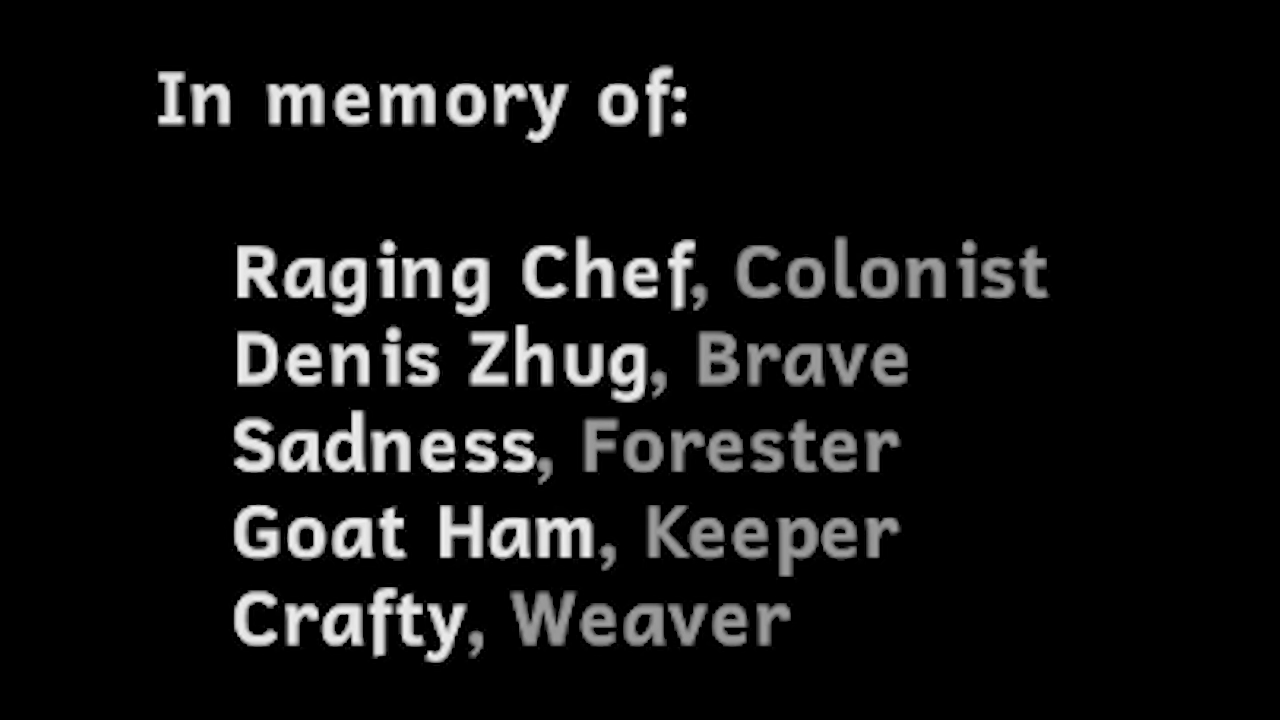 In memory of:
Raging Chef, Colonist
Denis Zhug, Brave
Sadness, Forester
Goat Ham, Keeper
Crafty, Weaver